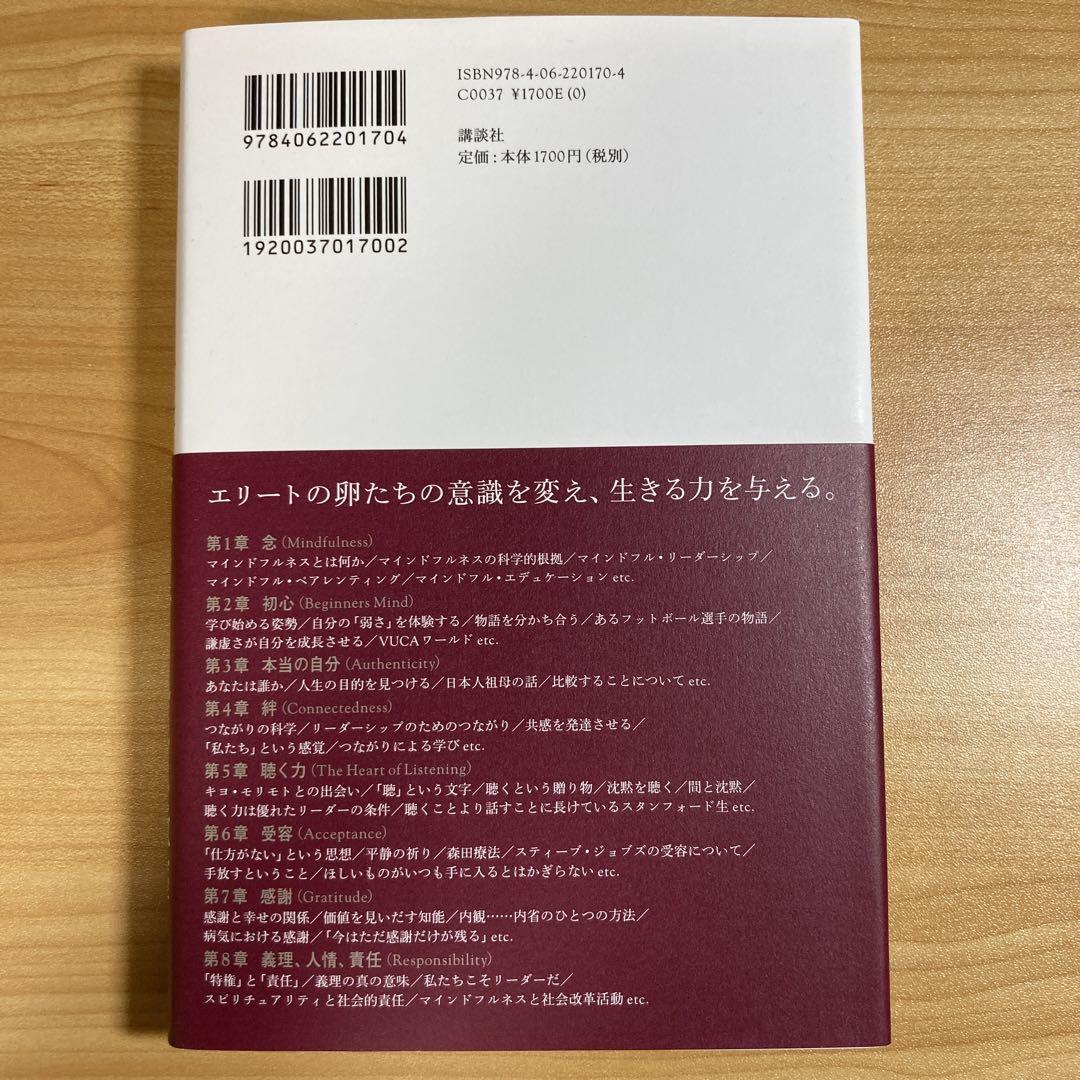 9784062201704
1920037017002
ISBN978-4-06-220170-4
C0037 ¥1700E (0)
講談社
定価：本体1700円（税別）
エリートの卵たちの意識を変え、生きる力を与える。
第1章 念（Mindfulness）
マインドフルネスとは何か／マインドフルネスの科学的根拠／マインドフル・リーダーシップ／
マインドフル・ペアレンティング／マインドフル・エデュケーション etc.
第2章 初心（Beginners Mind）
学び始める姿勢／自分の「弱さ」を体験する／物語を分かち合う／あるフットボール選手の物語／
謙虚さが自分を成長させる／VUCAワールド etc.
第3章 本当の自分（Authenticity）
あなたは誰か／人生の目的を見つける／日本人祖母の話／比較することについて etc.
第4章 絆（Connectedness）
つながりの科学／リーダーシップのためのつながり／共感を発達させる／
「私たち」という感覚／つながりによる学び etc.
第5章 聴く力（The Heart of Listening）
キヨ・モリモトとの出会い／「聴」という文字／聴くという贈り物／沈黙を聴く／間と沈黙／
聴く力は優れたリーダーの条件／聴くことより話すことに長けているスタンフォード生 etc.
第6章 受容（Acceptance）
「仕方がない」という思想／平静の祈り／森田療法／スティーブ・ジョブズの受容について／
手放すということ／ほしいものがいつも手に入るとはかぎらない etc.
第7章 感謝（Gratitude）
感謝と幸せの関係／価値を見いだす知能／内観……内省のひとつの方法／
病気における感謝／「今はただ感謝だけが残る」 etc.
第8章 義理、人情、責任（Responsibility）
「特権」と「責任」／義理の真の意味／私たちこそリーダーだ／
スピリチュアリティと社会的責任／マインドフルネスと社会改革活動 etc.